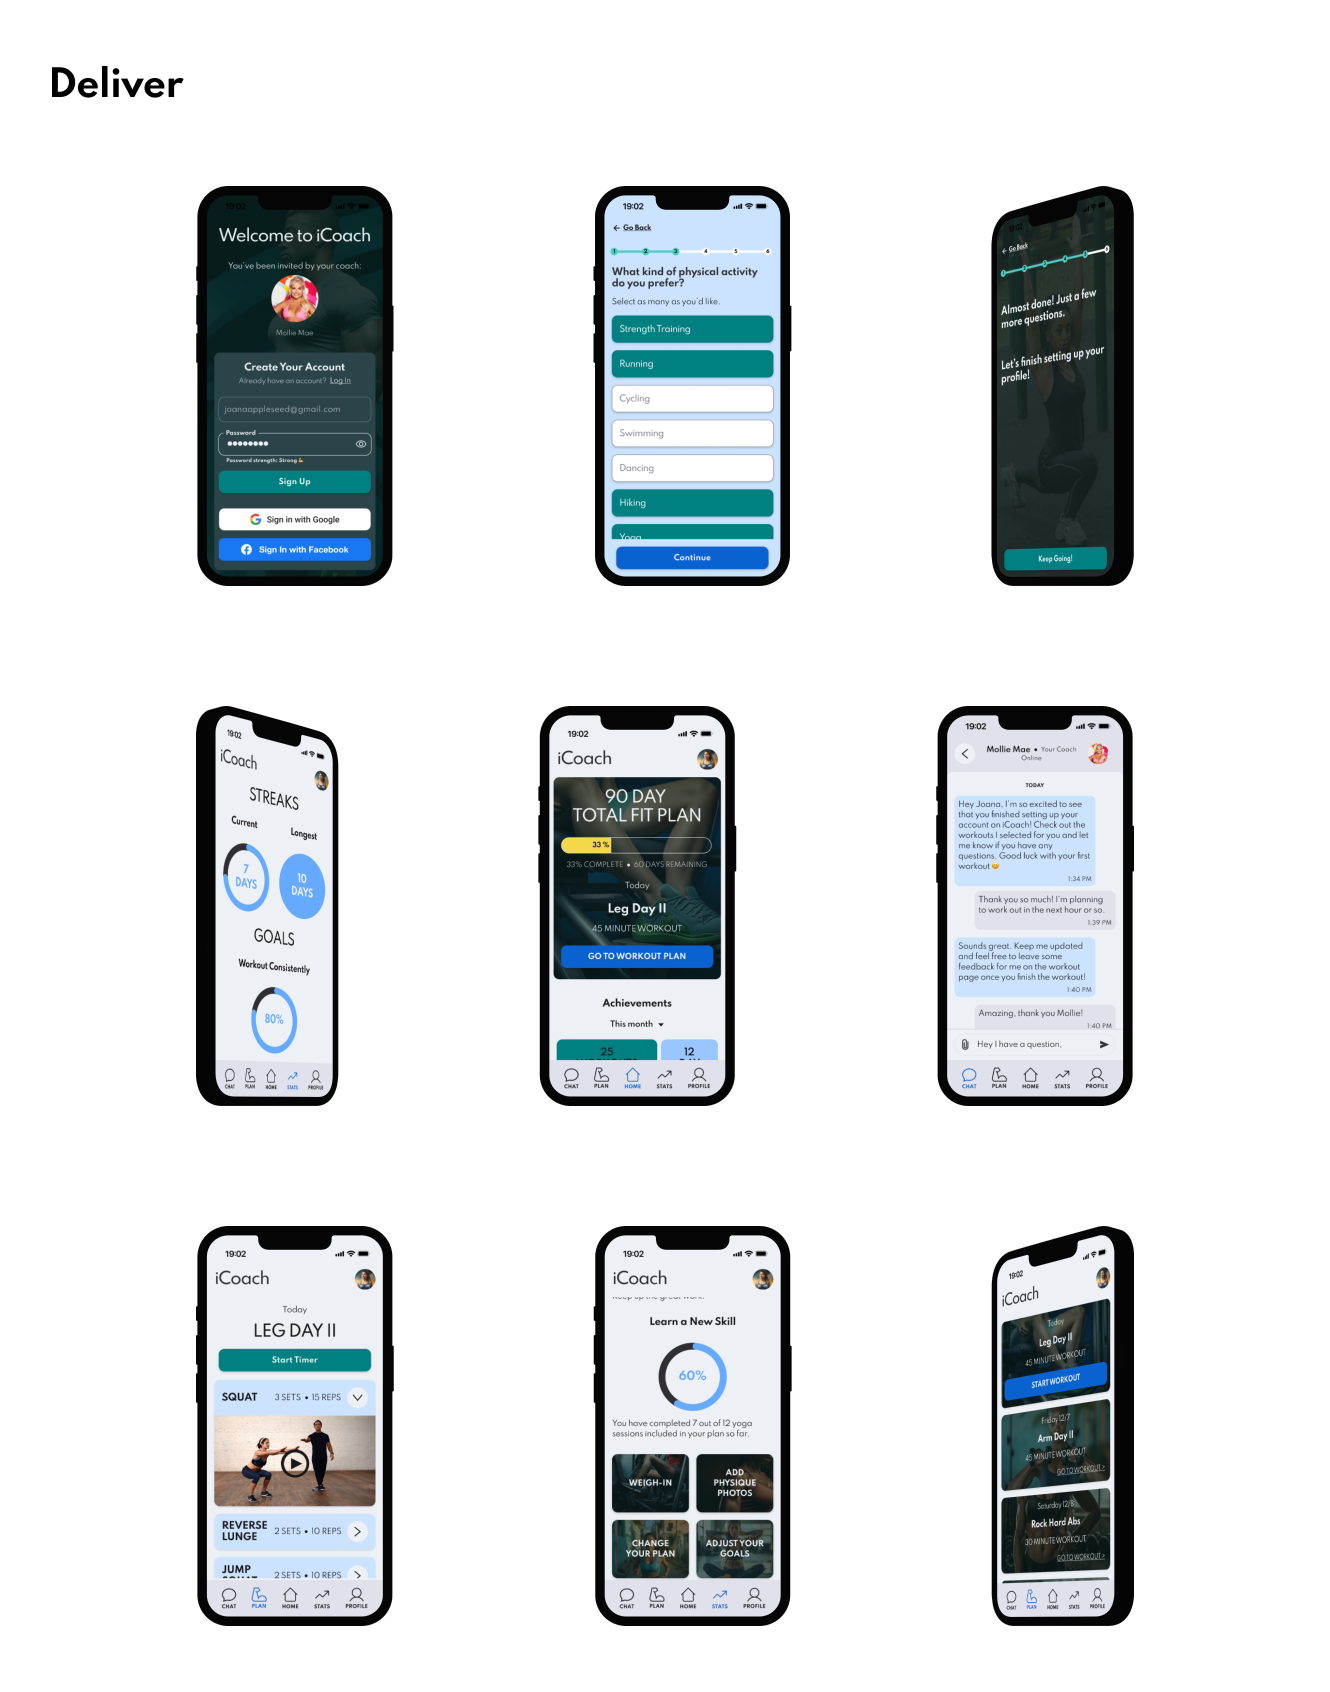 Deliver
19:02
Welcome to iCoach
You've been invited by your coach:
Mollie Mae
Create Your Account
Already have an account? Log In
joanaappleseed@gmail.com
Password
Password strength: Strong 💪
Sign Up
Sign in with Google
Sign In with Facebook
19:02
Go Back
1 2 3 4 5 6
What kind of physical activity
do you prefer?
Select as many as you'd like.
Strength Training
Running
Cycling
Swimming
Dancing
Hiking
Yoga
Continue
19:02
Go Back
Almost done! Just a few
more questions.
Let's finish setting up your
profile!
Keep Going!
19:02
iCoach
STREAKS
Current
Longest
7
DAYS
10
DAYS
GOALS
Workout Consistently
80%
CHAT PLAN HOME STATS PROFILE
19:02
iCoach
90 DAY
TOTAL FIT PLAN
33 %
33% COMPLETE • 60 DAYS REMAINING
Today
Leg Day II
45 MINUTE WORKOUT
GO TO WORKOUT PLAN
Achievements
This month
25
12
CHAT PLAN HOME STATS PROFILE
19:02
Mollie Mae • Your Coach
Online
TODAY
Hey Joana, I'm so excited to see
that you finished setting up your
account on iCoach! Check out the
workouts I selected for you and let
me know if you have any
questions. Good luck with your first
workout😊
1:34 PM
Thank you so much! I'm planning
to work out in the next hour or so.
1:39 PM
Sounds great. Keep me updated
and feel free to leave some
feedback for me on the workout
page once you finish the workout!
1:40 PM
Amazing, thank you Mollie!
1:40 PM
Hey I have a question,
CHAT PLAN HOME STATS PROFILE
19:02
iCoach
Today
LEG DAY II
Start Timer
SQUAT 3 SETS • 15 REPS
REVERSE
LUNGE 2 SETS • 10 REPS
JUMP
SQUAT 2 SETS • 10 REPS
CHAT PLAN HOME STATS PROFILE
19:02
iCoach
Keep up the great work!
Learn a New Skill
60%
You have completed 7 out of 12 yoga
sessions included in your plan so far.
WEIGH-IN
ADD
PHYSIQUE
PHOTOS
CHANGE
YOUR PLAN
ADJUST YOUR
GOALS
CHAT PLAN HOME STATS PROFILE
19:02
iCoach
Today
Leg Day II
45 MINUTE WORKOUT
START WORKOUT
Friday 12/7
Arm Day II
45 MINUTE WORKOUT
GO TO WORKOUT >
Saturday 12/8
Rock Hard Abs
30 MINUTE WORKOUT
GO TO WORKOUT >
CHAT PLAN HOME STATS PROFILE